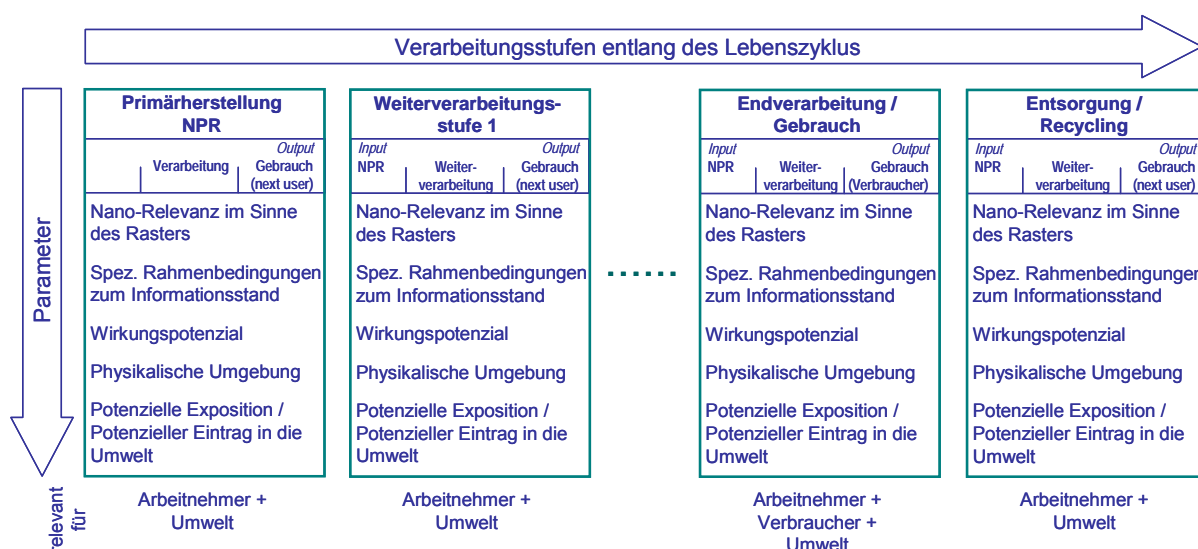 Verarbeitungsstufen entlang des Lebenszyklus
Parameter
Primärherstellung
NPR
Output
Verarbeitung
Gebrauch
(next user)
Nano-Relevanz im Sinne
des Rasters
Spez. Rahmenbedingungen
zum Informationsstand
Wirkungspotenzial
Physikalische Umgebung
Potenzielle Exposition /
Potenzieller Eintrag in die
Umwelt
Weiterverarbeitungs-
stufe 1
Input
Output
NPR
Weiter-
verarbeitung
Gebrauch
(next user)
Nano-Relevanz im Sinne
des Rasters
Spez. Rahmenbedingungen
zum Informationsstand
Wirkungspotenzial
Physikalische Umgebung
Potenzielle Exposition /
Potenzieller Eintrag in die
Umwelt
......
Endverarbeitung /
Gebrauch
Input
Output
NPR
Weiter-
verarbeitung
Gebrauch
(Verbraucher)
Nano-Relevanz im Sinne
des Rasters
Spez. Rahmenbedingungen
zum Informationsstand
Wirkungspotenzial
Physikalische Umgebung
Potenzielle Exposition /
Potenzieller Eintrag in die
Umwelt
Entsorgung /
Recycling
Input
Output
NPR
Weiter-
verarbeitung
Gebrauch
(next user)
Nano-Relevanz im Sinne
des Rasters
Spez. Rahmenbedingungen
zum Informationsstand
Wirkungspotenzial
Physikalische Umgebung
Potenzielle Exposition /
Potenzieller Eintrag in die
Umwelt
relevant
für
Arbeitnehmer +
Umwelt
Arbeitnehmer +
Umwelt
Arbeitnehmer +
Verbraucher +
Umwelt
Arbeitnehmer +
Umwelt